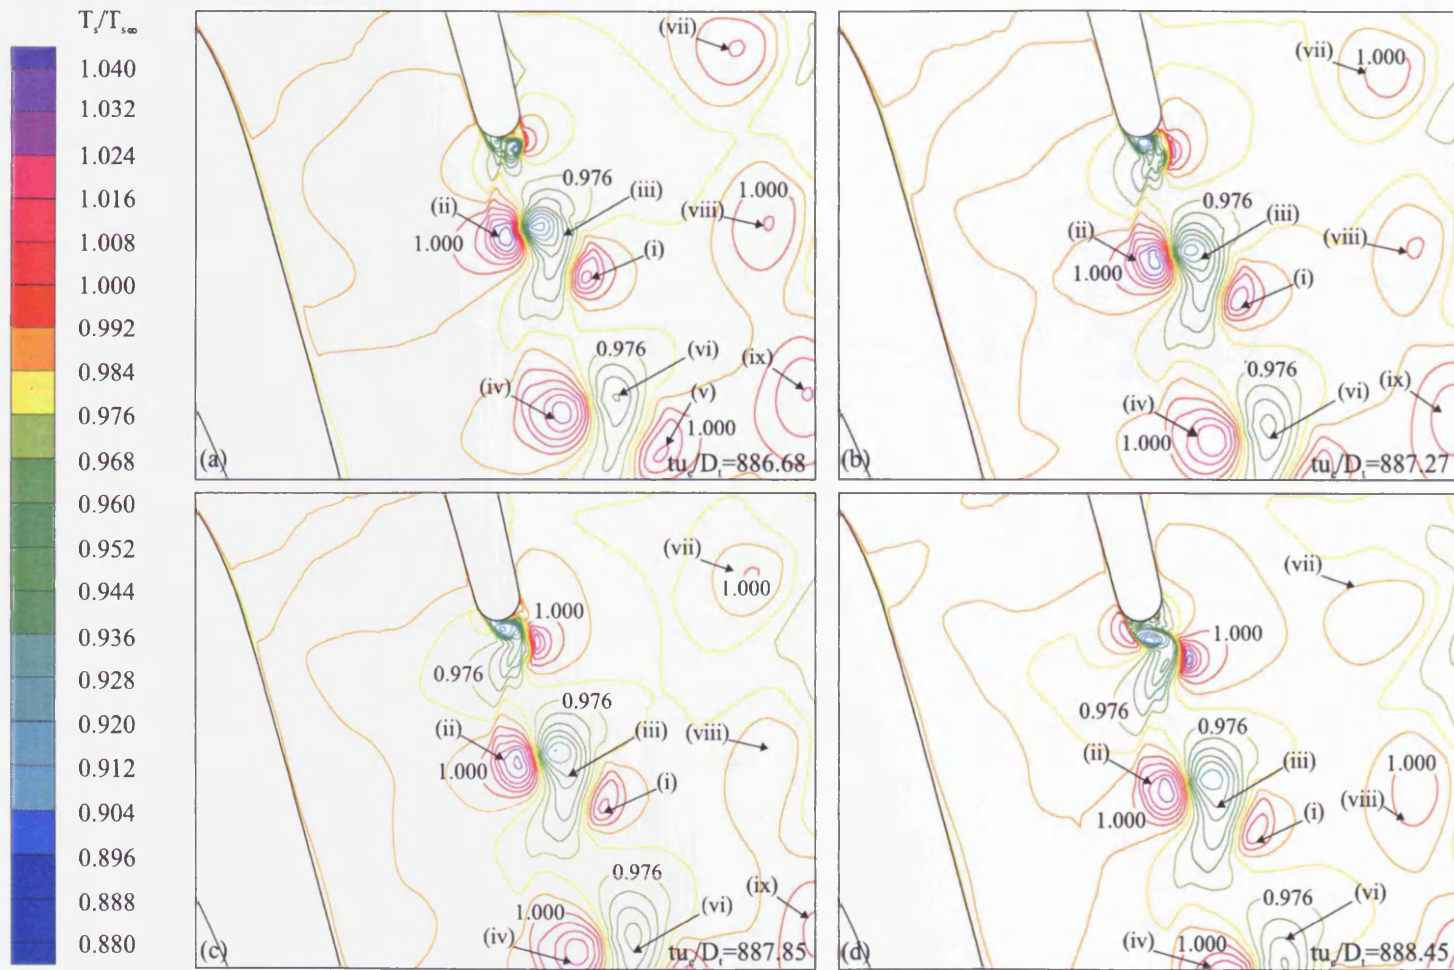 T_s/T_s∞
1.040
1.032
1.024
1.016
1.008
1.000
0.992
0.984
0.976
0.968
0.960
0.952
0.944
0.936
0.928
0.920
0.912
0.904
0.896
0.888
0.880
(vii)
1.000
(viii)
0.976
(iii)
(ii)
1.000
(i)
0.976
(vi)
(ix)
(iv)
(v)
1.000
(a)
tu_e/D_t=886.68
(vii)
1.000
0.976
(iii)
(ii)
(viii)
1.000
(i)
0.976
(ix)
(vi)
(iv)
1.000
(b)
tu_e/D_t=887.27
(vii)
1.000
1.000
0.976
0.976
(ii)
(iii)
(viii)
1.000
(i)
0.976
(ix)
1.000
(vi)
(iv)
(c)
tu_e/D_t=887.85
(vii)
1.000
0.976
0.976
(ii)
(iii)
1.000
1.000
(viii)
(i)
0.976
(vi)
(iv)
1.000
(d)
tu_e/D_t=888.45